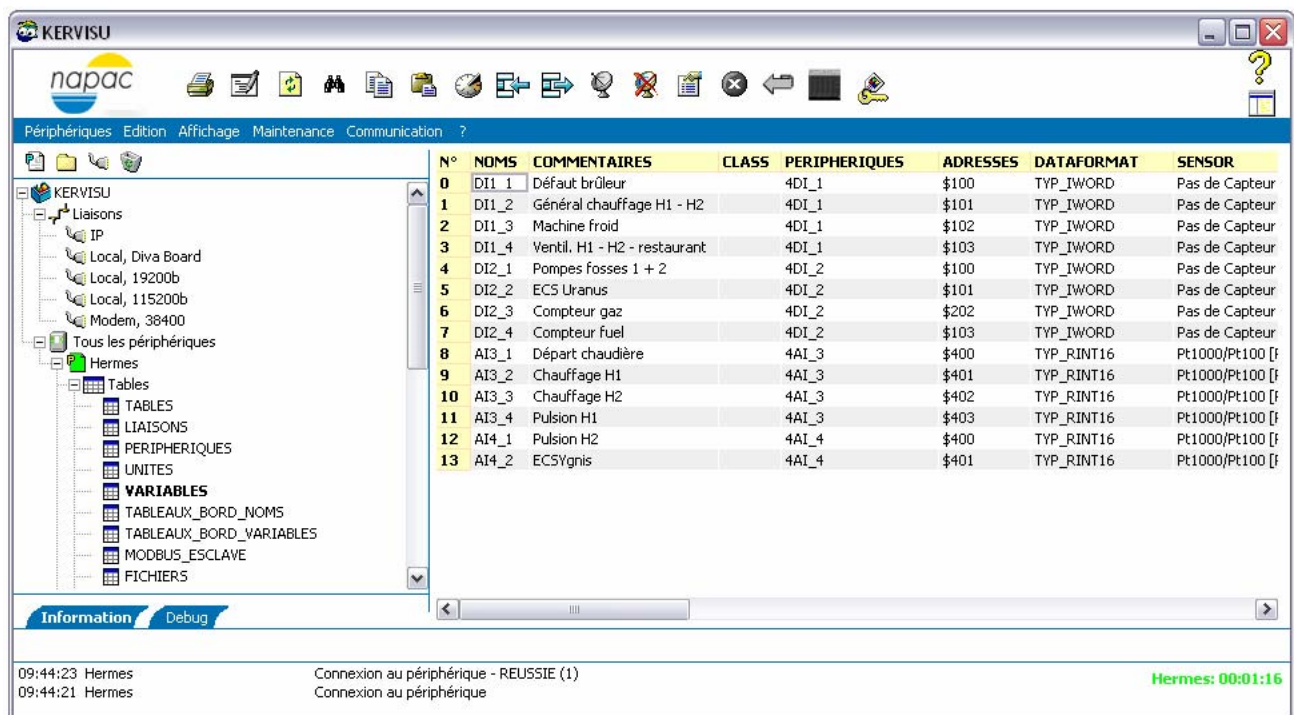 KERVISU
napac
Périphériques Edition Affichage Maintenance Communication ?
KERVISU
Liaisons
IP
Local, Diva Board
Local, 19200b
Local, 115200b
Modem, 38400
Tous les périphériques
Hermes
Tables
TABLES
LIAISONS
PERIPHERIQUES
UNITES
VARIABLES
TABLEAUX_BORD_NOMS
TABLEAUX_BORD_VARIABLES
MODBUS_ESCLAVE
FICHIERS
N° NOMS COMMENTAIRES CLASS PERIPHERIQUES ADRESSES DATAFORMAT SENSOR
0 DI1_1 Défaut brûleur 4DI_1 $100 TYP_IWORD Pas de Capteur
1 DI1_2 Général chauffage H1 - H2 4DI_1 $101 TYP_IWORD Pas de Capteur
2 DI1_3 Machine froid 4DI_1 $102 TYP_IWORD Pas de Capteur
3 DI1_4 Ventil. H1 - H2 - restaurant 4DI_1 $103 TYP_IWORD Pas de Capteur
4 DI2_1 Pompes fosses 1 + 2 4DI_2 $100 TYP_IWORD Pas de Capteur
5 DI2_2 ECS Uranus 4DI_2 $101 TYP_IWORD Pas de Capteur
6 DI2_3 Compteur gaz 4DI_2 $202 TYP_IWORD Pas de Capteur
7 DI2_4 Compteur fuel 4DI_2 $103 TYP_IWORD Pas de Capteur
8 AI3_1 Départ chaudière 4AI_3 $400 TYP_RINT16 Pt1000/Pt100
9 AI3_2 Chauffage H1 4AI_3 $401 TYP_RINT16 Pt1000/Pt100
10 AI3_3 Chauffage H2 4AI_3 $402 TYP_RINT16 Pt1000/Pt100
11 AI3_4 Pulsion H1 4AI_3 $403 TYP_RINT16 Pt1000/Pt100
12 AI4_1 Pulsion H2 4AI_4 $400 TYP_RINT16 Pt1000/Pt100
13 AI4_2 ECSYgnis 4AI_4 $401 TYP_RINT16 Pt1000/Pt100
Information Debug
09:44:23 Hermes Connexion au périphérique - REUSSIE (1)
09:44:21 Hermes Connexion au périphérique
Hermes: 00:01:16